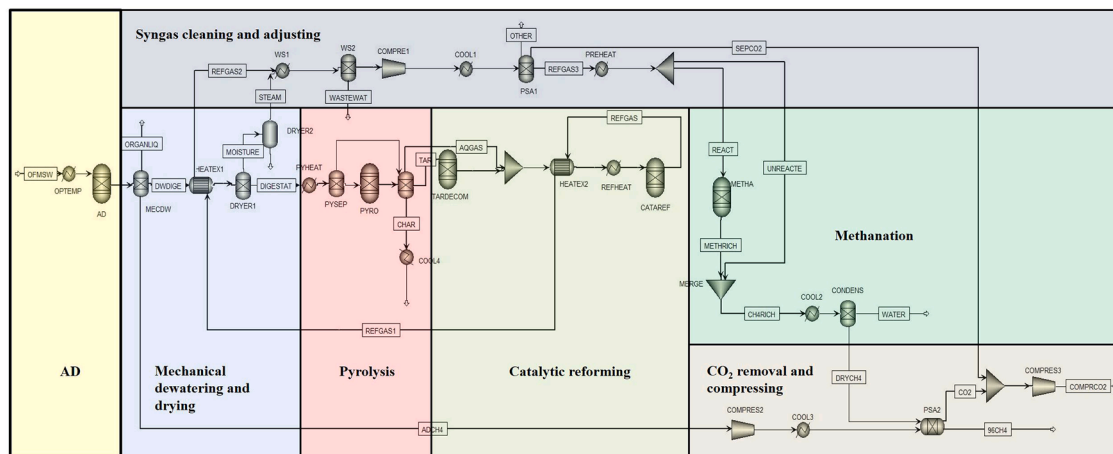 Syngas cleaning and adjusting
WS1
WS2
COMPRE1
COOL1
OTHER
PSA1
REFGAS3
PREHEAT
SEPCO2
REFGAS2
STEAM
WASTEWAT
ORGANLIQ
MOISTURE
DRYER2
OFMSW
OPTEMP
AD
MECDW
DWDIGE
HEATEX1
DRYER1
DIGESTAT
PYHEAT
PYSEP
PYRO
CHAR
COOL4
TAR
AQGAS
TARDECOM
REFGAS
HEATEX2
REFHEAT
CATAREF
REACT
METHA
UNREACTE
METHRICH
MERGE
CH4RICH
COOL2
CONDENS
WATER
Methanation
REFGAS1
AD
Mechanical
dewatering and
drying
Pyrolysis
Catalytic reforming
CO₂ removal and
compressing
DRYCH4
ADCH4
COMPRES2
COOL3
PSA2
CO2
COMPRES3
COMPRCO2
96CH4